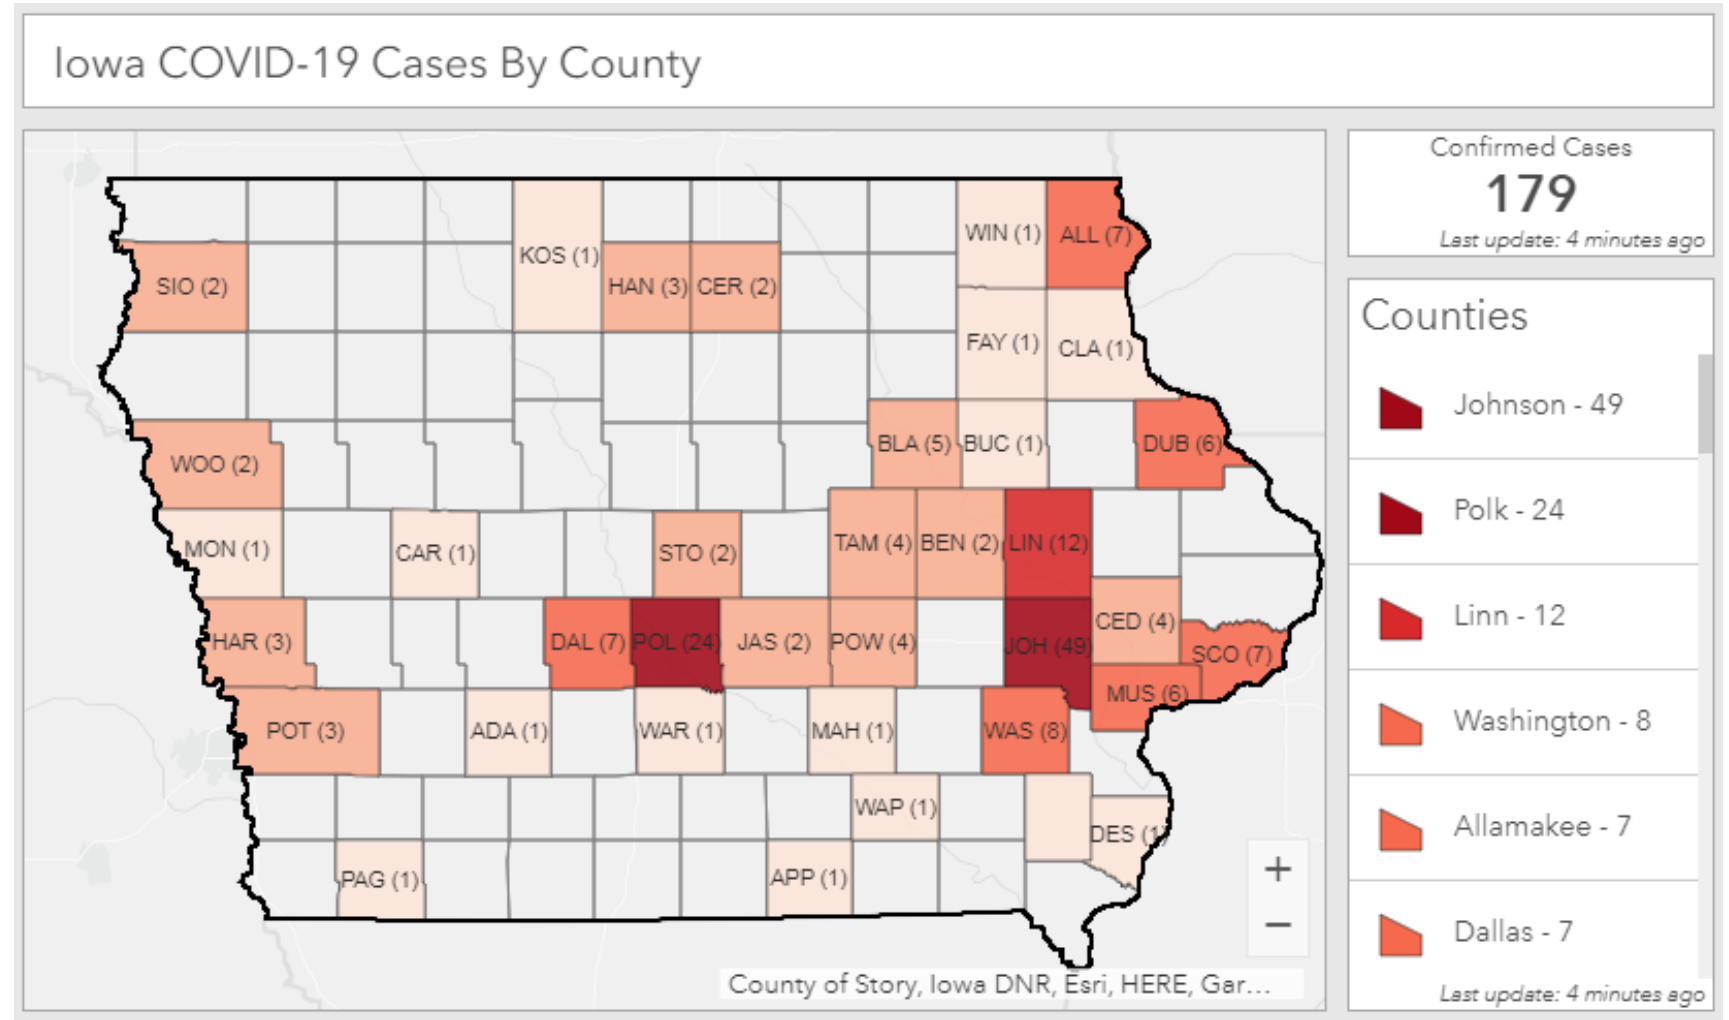 Iowa COVID-19 Cases By County
Confirmed Cases
179
Last update: 4 minutes ago
WIN (1)
ALL (7)
KOS (1)
SIO (2)
HAN (3)
CER (2)
FAY (1)
CLA (1)
BLA (5)
BUC (1)
DUB (6)
WOO (2)
MON (1)
CAR (1)
STO (2)
TAM (4)
BEN (2)
LIN (12)
HAR (3)
DAL (7)
POL (24)
JAS (2)
POW (4)
JOH (49)
CED (4)
SCO (7)
MUS (6)
POT (3)
ADA (1)
WAR (1)
MAH (1)
WAS (8)
WAP (1)
DES (1)
PAG (1)
APP (1)
+
−
County of Story, Iowa DNR, Esri, HERE, Gar...
Counties
Johnson - 49
Polk - 24
Linn - 12
Washington - 8
Allamakee - 7
Dallas - 7
Last update: 4 minutes ago